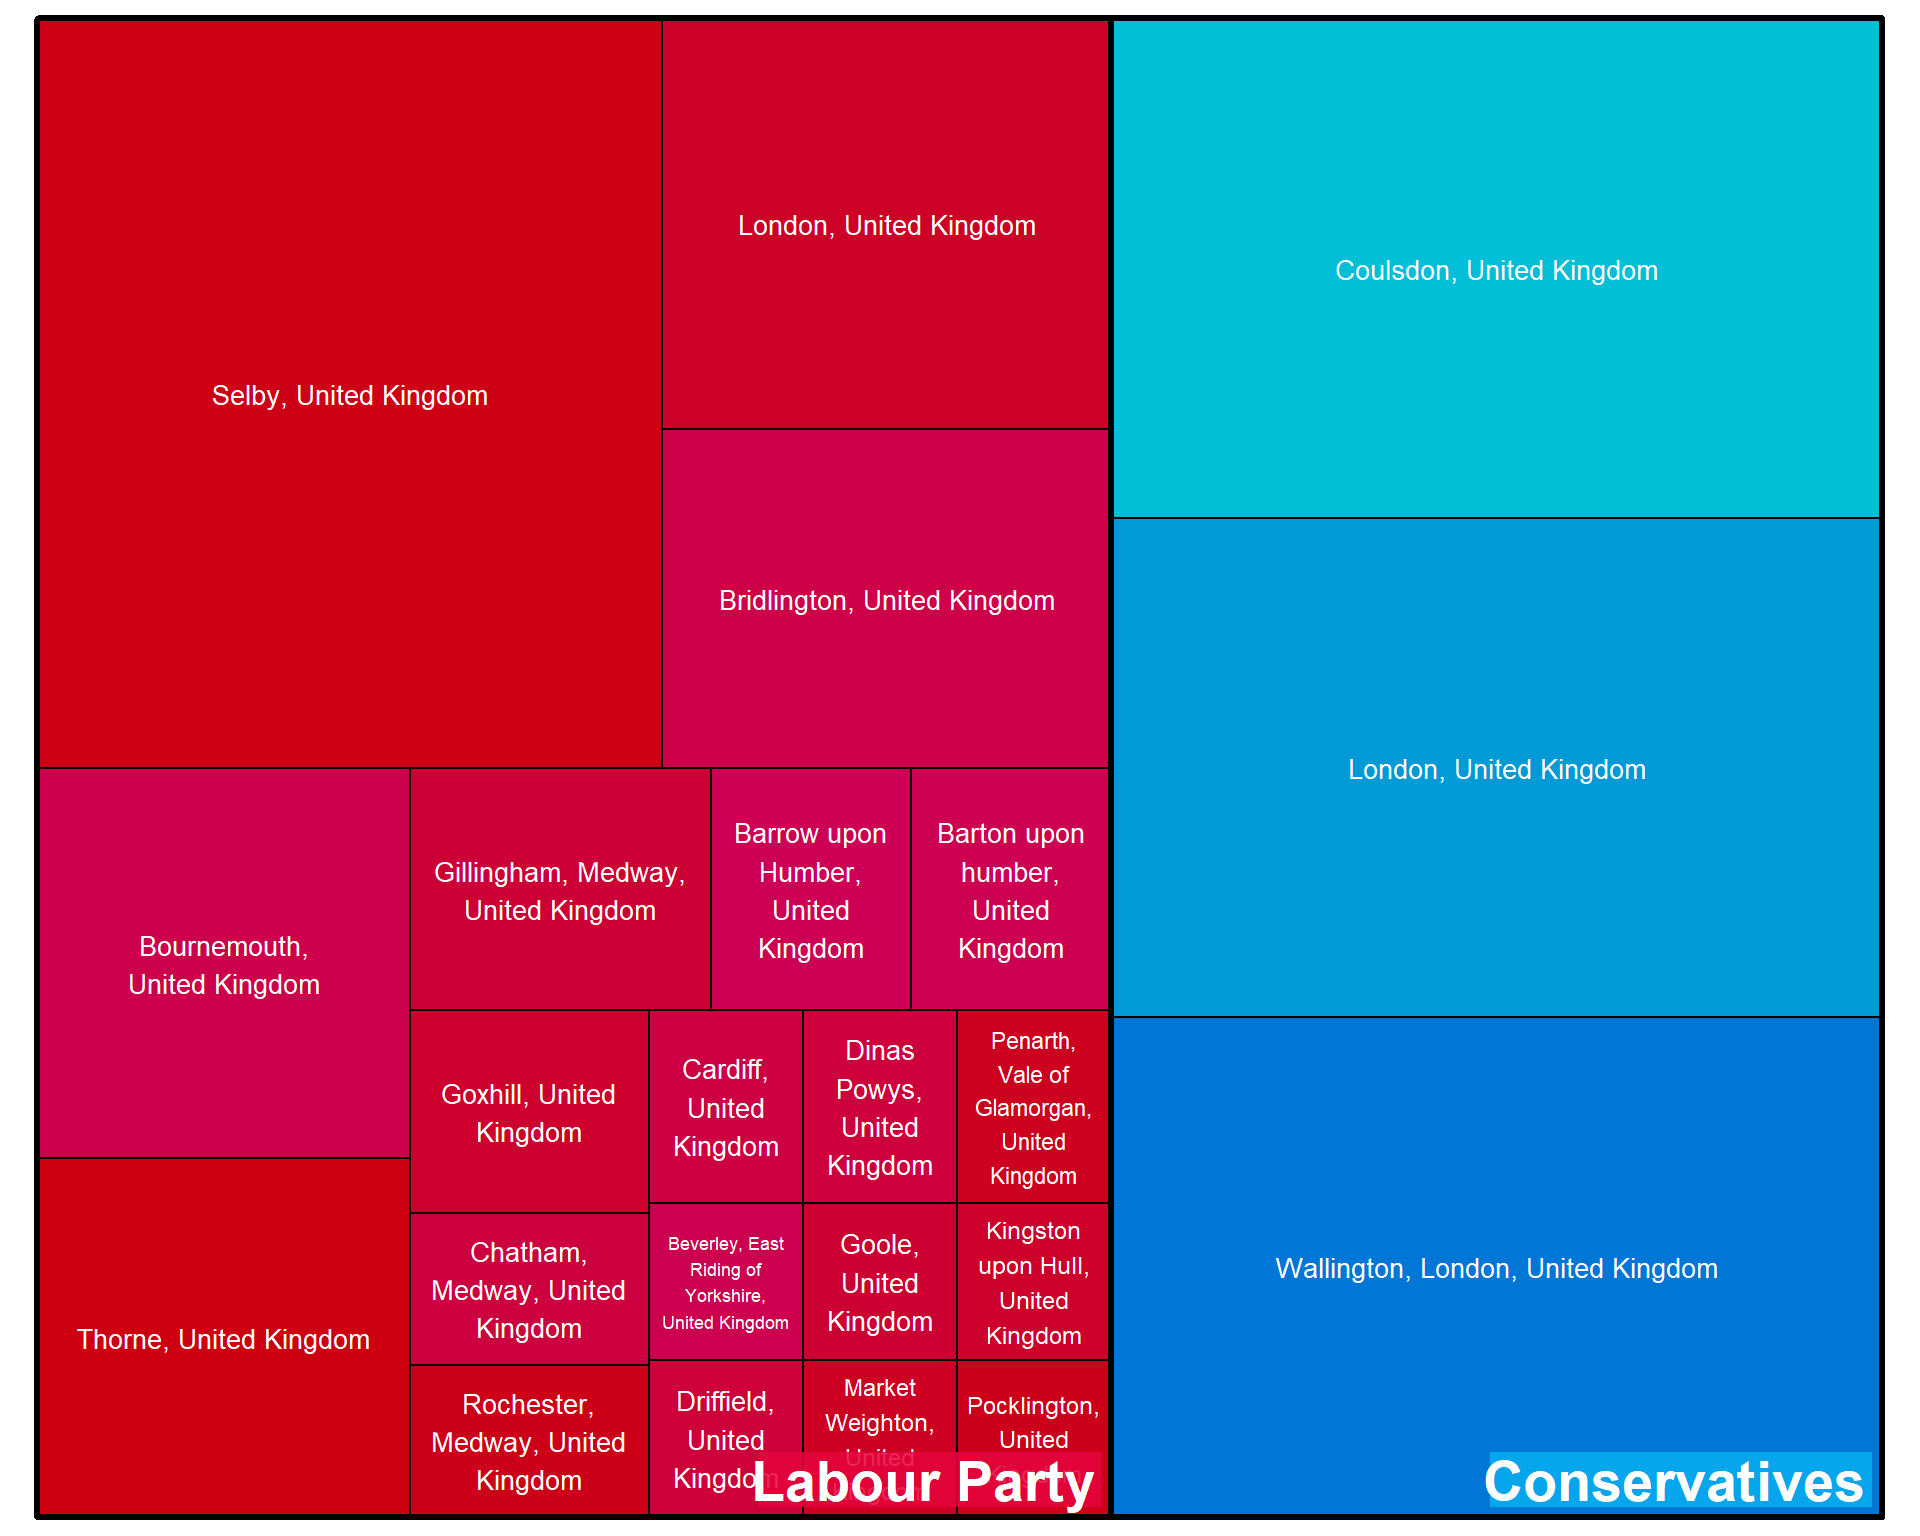 Selby, United Kingdom
London, United Kingdom
Bridlington, United Kingdom
Bournemouth,
United Kingdom
Thorne, United Kingdom
Gillingham, Medway,
United Kingdom
Barrow upon
Humber,
United
Kingdom
Barton upon
humber,
United
Kingdom
Goxhill, United
Kingdom
Chatham,
Medway, United
Kingdom
Rochester,
Medway, United
Kingdom
Cardiff,
United
Kingdom
Dinas
Powys,
United
Kingdom
Penarth,
Vale of
Glamorgan,
United
Kingdom
Beverley, East
Riding of
Yorkshire,
United Kingdom
Goole,
United
Kingdom
Kingston
upon Hull,
United
Kingdom
Driffield,
United
Kingdom
Market
Weighton,
United
Kingdom
Pocklington,
United
Kingdom
Labour Party
Coulsdon, United Kingdom
London, United Kingdom
Wallington, London, United Kingdom
Conservatives